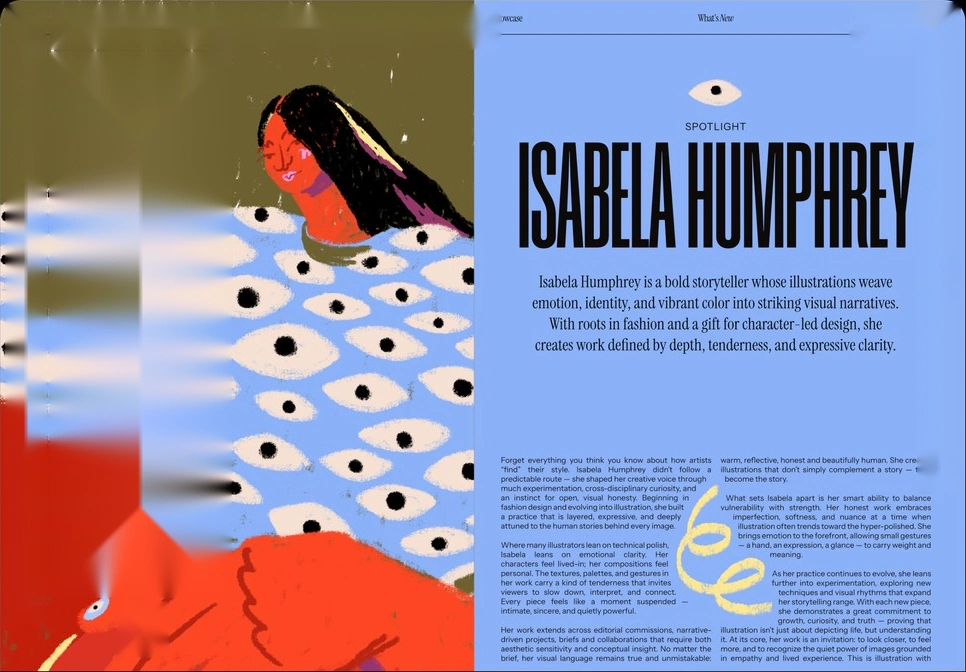 What's New
SPOTLIGHT
ISABELA HUMPHREY
Isabela Humphrey is a bold storyteller whose illustrations weave
emotion, identity, and vibrant color into striking visual narratives.
With roots in fashion and a gift for character-led design, she
creates work defined by depth, tenderness, and expressive clarity.
Forget everything you think you know about how artists
"find" their style. Isabela Humphrey didn't follow a
predictable route — she shaped her creative voice through
much experimentation, cross-disciplinary curiosity, and
an instinct for open, visual honesty. Beginning in
fashion design and evolving into illustration, she built
a practice that is layered, expressive, and deeply
attuned to the human stories behind every image.
Where many illustrators lean on technical polish,
Isabela leans on emotional clarity. Her
characters feel lived-in; her compositions feel
personal. The textures, palettes, and gestures in
her work carry a kind of tenderness that invites
viewers to slow down, interpret, and connect.
Every piece feels like a moment suspended —
intimate, sincere, and quietly powerful.
Her work extends across editorial commissions, narrative-
driven projects, briefs and collaborations that require both
aesthetic sensitivity and conceptual insight. No matter the
brief, her visual language remains true and unmistakable:
warm, reflective, honest and beautifully human. She
illustrations that don't simply complement a story —
become the story.
What sets Isabela apart is her smart ability to balance
vulnerability with strength. Her honest work embraces
imperfection, softness, and nuance at a time when
illustration often trends toward the hyper-polished. She
brings emotion to the forefront, allowing small gestures
— a hand, an expression, a glance — to carry weight and
meaning.
As her practice continues to evolve, she leans
further into experimentation, exploring new
techniques and visual rhythms that expand
her storytelling range. With each new piece,
she demonstrates a great commitment to
growth, curiosity, and truth — proving that
illustration isn't just about depicting life, but understanding
it. At its core, her work is an invitation: to look closer, to feel
more, and to recognize the quiet power of images grounded
in empathy and lived experience. This is illustration with